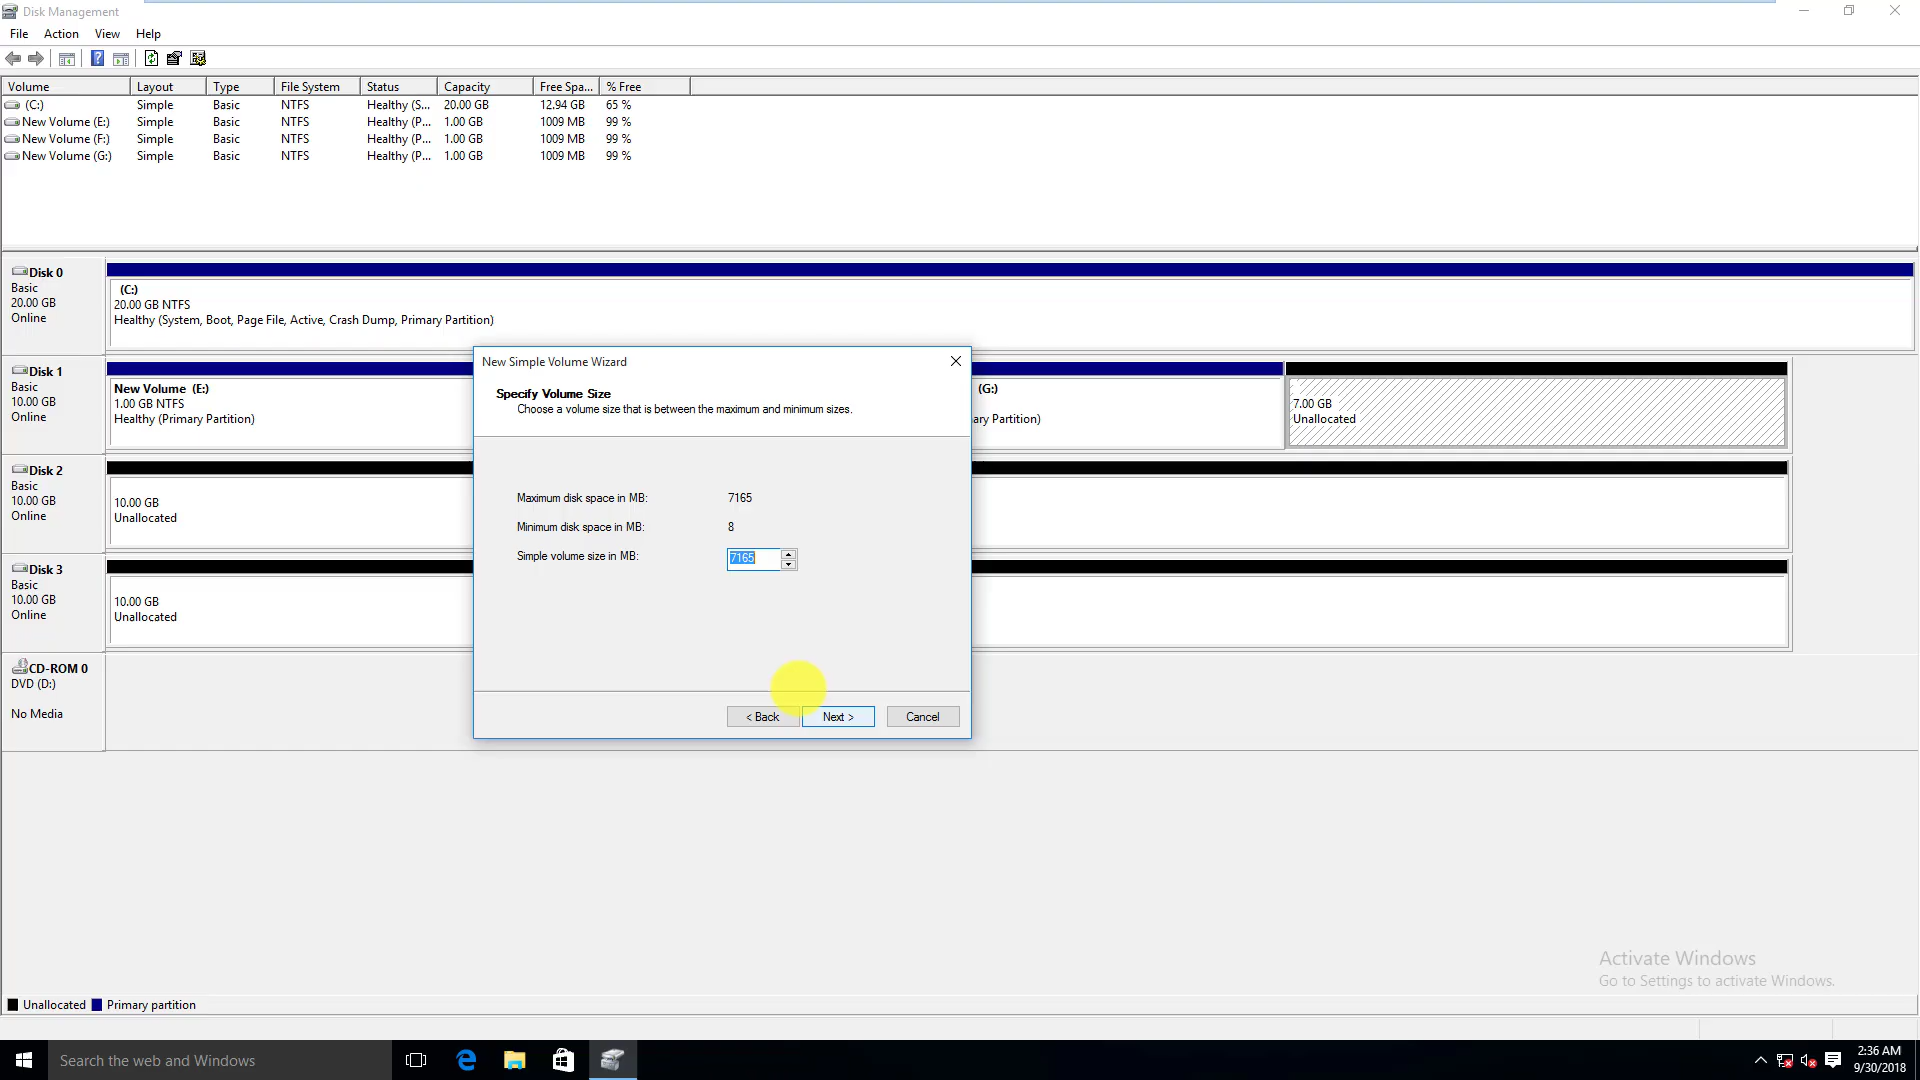 Disk Management
File Action View Help
Volume Layout Type File System Status Capacity Free Spa... % Free
(C:) Simple Basic NTFS Healthy (S... 20.00 GB 12.94 GB 65 %
New Volume (E:) Simple Basic NTFS Healthy (P... 1.00 GB 1009 MB 99 %
New Volume (F:) Simple Basic NTFS Healthy (P... 1.00 GB 1009 MB 99 %
New Volume (G:) Simple Basic NTFS Healthy (P... 1.00 GB 1009 MB 99 %
Disk 0
Basic
20.00 GB
Online
(C:)
20.00 GB NTFS
Healthy (System, Boot, Page File, Active, Crash Dump, Primary Partition)
Disk 1
Basic
10.00 GB
Online
New Volume (E:)
1.00 GB NTFS
Healthy (Primary Partition)
(G:)
ary Partition)
7.00 GB
Unallocated
Disk 2
Basic
10.00 GB
Online
10.00 GB
Unallocated
Disk 3
Basic
10.00 GB
Online
10.00 GB
Unallocated
CD-ROM 0
DVD (D:)
No Media
New Simple Volume Wizard
Specify Volume Size
Choose a volume size that is between the maximum and minimum sizes.
Maximum disk space in MB: 7165
Minimum disk space in MB: 8
Simple volume size in MB: 7165
< Back Next > Cancel
Activate Windows
Go to Settings to activate Windows.
Unallocated Primary partition
Search the web and Windows
2:36 AM
9/30/2018